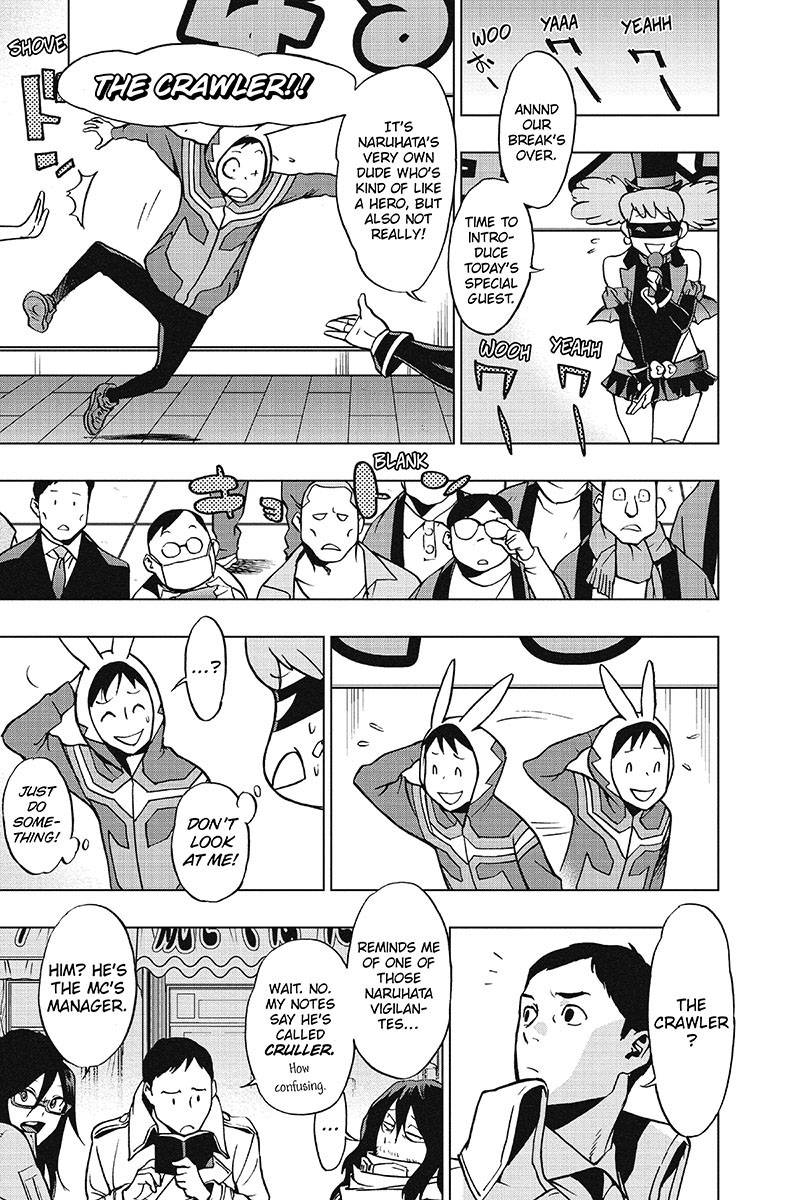 WOO
YAAA
YEAHH
ANNND
OUR
BREAK'S
OVER.
TIME TO
INTRO-
DUCE
TODAY'S
SPECIAL
GUEST.
WOOH
YEAHH
THE CRAWLER!!
SHOVE
IT'S
NARUHATA'S
VERY OWN
DUDE WHO'S
KIND OF LIKE
A HERO, BUT
ALSO NOT
REALLY!
BLANK
...?
DON'T
LOOK
AT ME!
JUST
DO
SOME-
THING!
THE
CRAWLER
?
REMINDS ME
OF ONE OF
THOSE
NARUHATA
VIGILAN-
TES...
WAIT. NO.
MY NOTES
SAY HE'S
CALLED
CRULLER.
How
confusing.
...
HIM? HE'S
THE MC'S
MANAGER.